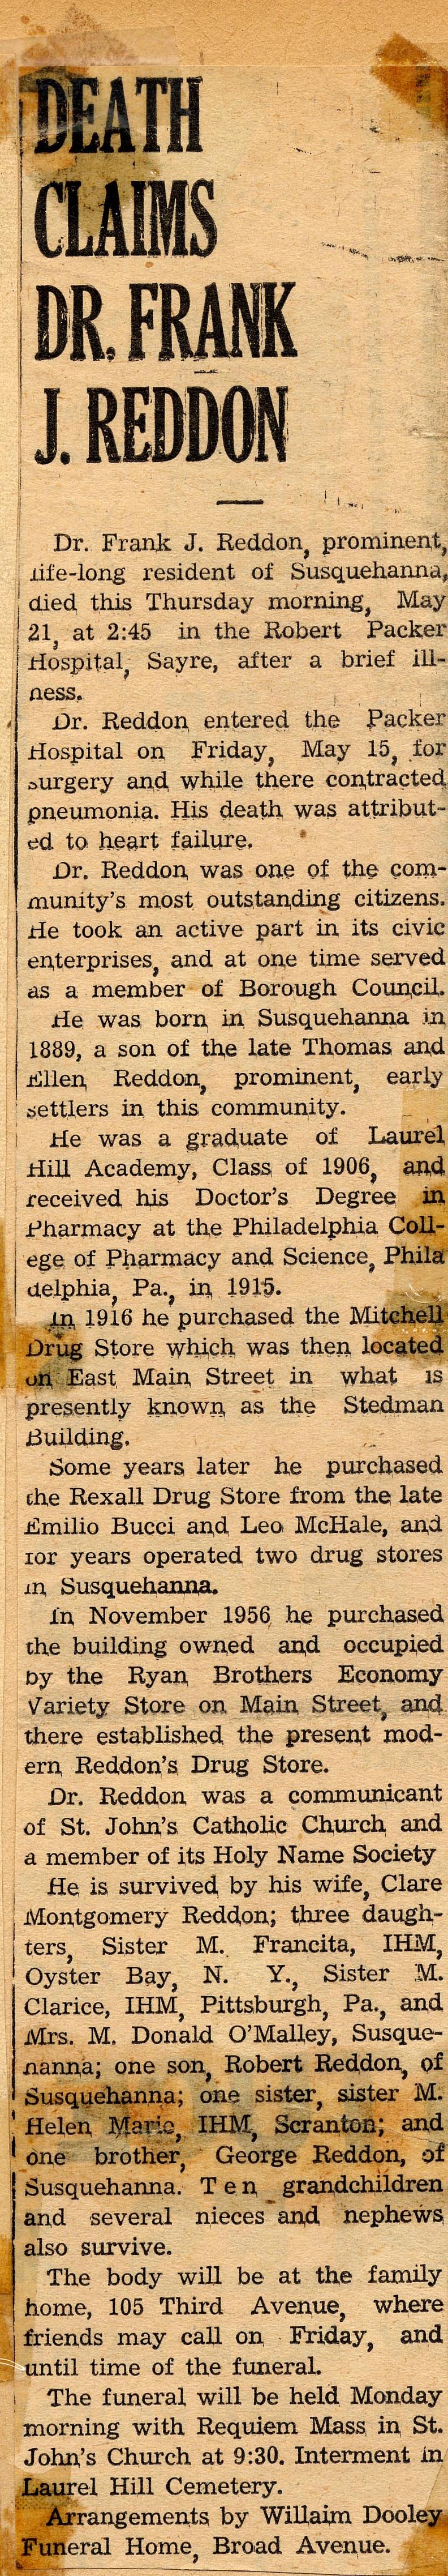 DEATH
CLAIMS
DR. FRANK
J. REDDON
Dr. Frank J. Reddon, prominent,
life-long resident of Susquehanna,
died this Thursday morning, May
21, at 2:45 in the Robert Packer
Hospital, Sayre, after a brief ill-
ness.
Dr. Reddon entered the Packer
Hospital on Friday, May 15, for
surgery and while there contracted
pneumonia. His death was attribut-
ed to heart failure.
Dr. Reddon was one of the com-
munity's most outstanding citizens.
He took an active part in its civic
enterprises, and at one time served
as a member of Borough Council.
He was born in Susquehanna in
1889, a son of the late Thomas and
Ellen Reddon, prominent, early
settlers in this community.
He was a graduate of Laurel
Hill Academy, Class of 1906, and
received his Doctor's Degree in
Pharmacy at the Philadelphia Coll-
ege of Pharmacy and Science, Phila
delphia, Pa., in 1915.
In 1916 he purchased the Mitchell
Drug Store which was then located
on East Main Street in what is
presently known as the Stedman
Building.
Some years later he purchased
the Rexall Drug Store from the late
Emilio Bucci and Leo McHale, and
for years operated two drug stores
in Susquehanna.
In November 1956 he purchased
the building owned and occupied
by the Ryan Brothers Economy
Variety Store on Main Street, and
there established the present mod-
ern Reddon's Drug Store.
Dr. Reddon was a communicant
of St. John's Catholic Church and
a member of its Holy Name Society
He is survived by his wife, Clare
Montgomery Reddon; three daugh-
ters, Sister M. Francita, IHM,
Oyster Bay, N. Y., Sister M.
Clarice, IHM, Pittsburgh, Pa., and
Mrs. M. Donald O'Malley, Susque-
hanna; one son, Robert Reddon, of
Susquehanna; one sister, sister M.
Helen Marie, IHM, Scranton; and
one brother, George Reddon, of
Susquehanna. Ten grandchildren
and several nieces and nephews
also survive.
The body will be at the family
home, 105 Third Avenue, where
friends may call on Friday, and
until time of the funeral.
The funeral will be held Monday
morning with Requiem Mass in St.
John's Church at 9:30. Interment in
Laurel Hill Cemetery.
Arrangements by Willaim Dooley
Funeral Home, Broad Avenue.